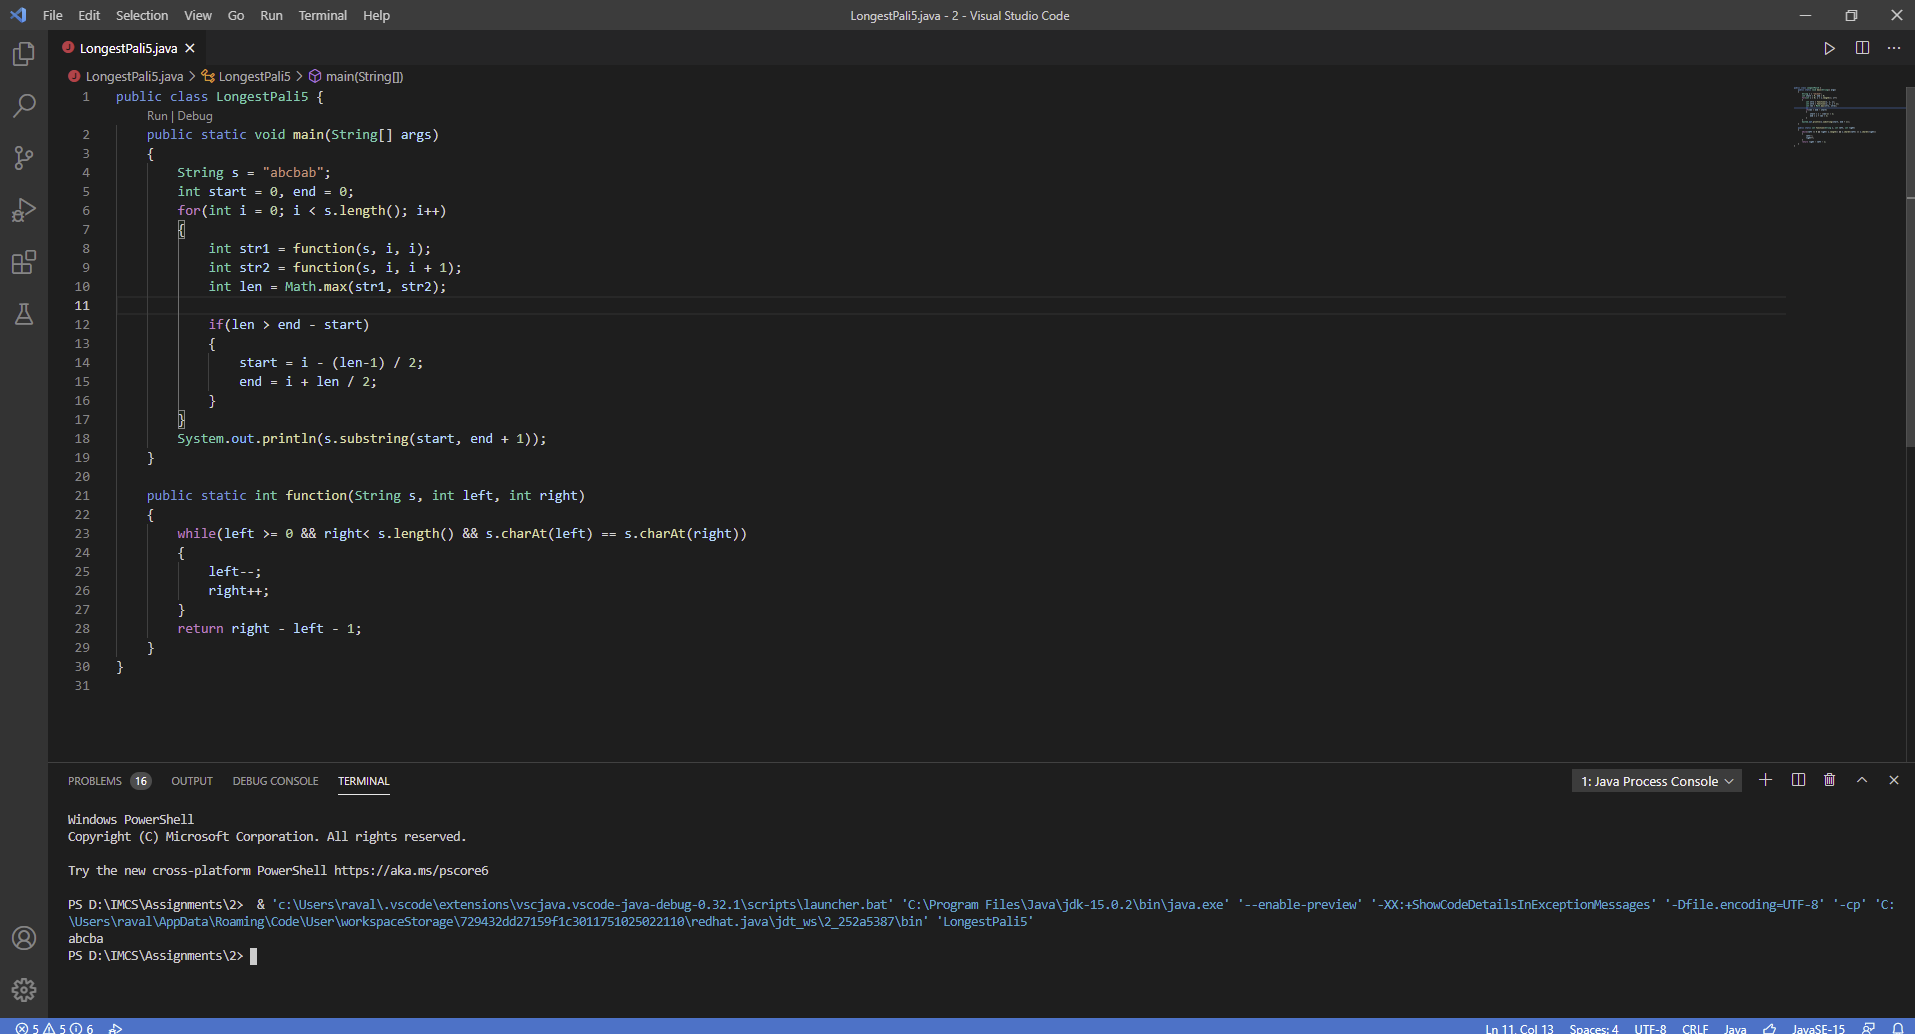 File Edit Selection View Go Run Terminal Help LongestPali5.java - 2 - Visual Studio Code
LongestPali5.java
LongestPali5.java > LongestPali5 > main(String[])
1 public class LongestPali5 {
Run | Debug
2 public static void main(String[] args)
3 {
4 String s = "abcbab";
5 int start = 0, end = 0;
6 for(int i = 0; i < s.length(); i++)
7 {
8 int str1 = function(s, i, i);
9 int str2 = function(s, i, i + 1);
10 int len = Math.max(str1, str2);
11
12 if(len > end - start)
13 {
14 start = i - (len-1) / 2;
15 end = i + len / 2;
16 }
17 }
18 System.out.println(s.substring(start, end + 1));
19 }
20
21 public static int function(String s, int left, int right)
22 {
23 while(left >= 0 && right< s.length() && s.charAt(left) == s.charAt(right))
24 {
25 left--;
26 right++;
27 }
28 return right - left - 1;
29 }
30 }
31
PROBLEMS 16 OUTPUT DEBUG CONSOLE TERMINAL 1: Java Process Console
Windows PowerShell
Copyright (C) Microsoft Corporation. All rights reserved.
Try the new cross-platform PowerShell https://aka.ms/pscore6
PS D:\IMCS\Assignments\2> & 'c:\Users\raval\.vscode\extensions\vscjava.vscode-java-debug-0.32.1\scripts\launcher.bat' 'C:\Program Files\Java\jdk-15.0.2\bin\java.exe' '--enable-preview' '-XX:+ShowCodeDetailsInExceptionMessages' '-Dfile.encoding=UTF-8' '-cp' 'C:
\Users\raval\AppData\Roaming\Code\User\workspaceStorage\729432dd27159f1c3011751025022110\redhat.java\jdt_ws\2_252a5387\bin' 'LongestPali5'
abcba
PS D:\IMCS\Assignments\2>
5 5 6 Ln 11, Col 13 Spaces: 4 UTF-8 CRLF Java JavaSE-15